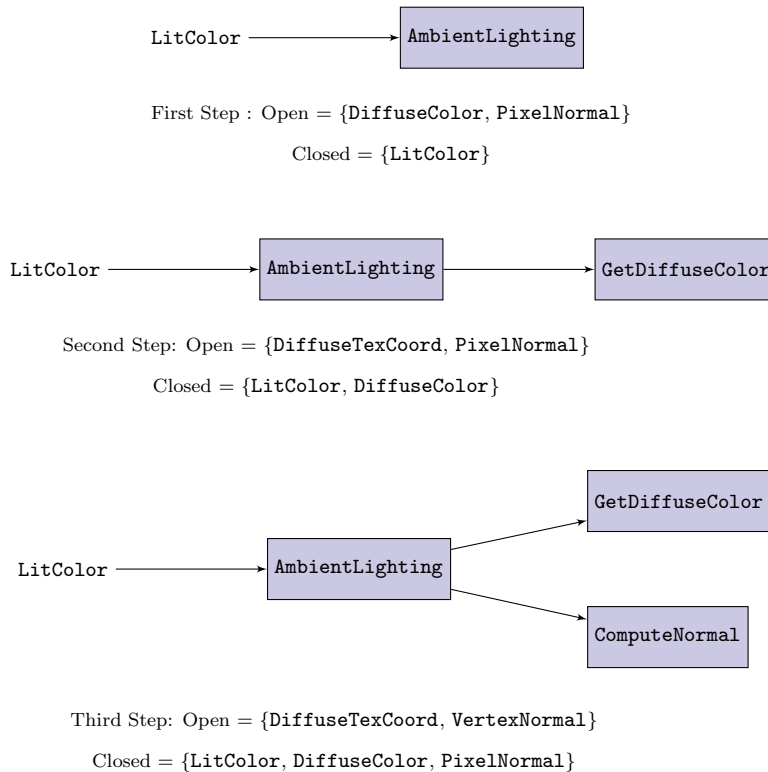 LitColor
AmbientLighting
First Step : Open = {DiffuseColor, PixelNormal}
Closed = {LitColor}
LitColor
AmbientLighting
GetDiffuseColor
Second Step: Open = {DiffuseTexCoord, PixelNormal}
Closed = {LitColor, DiffuseColor}
GetDiffuseColor
LitColor
AmbientLighting
ComputeNormal
Third Step: Open = {DiffuseTexCoord, VertexNormal}
Closed = {LitColor, DiffuseColor, PixelNormal}